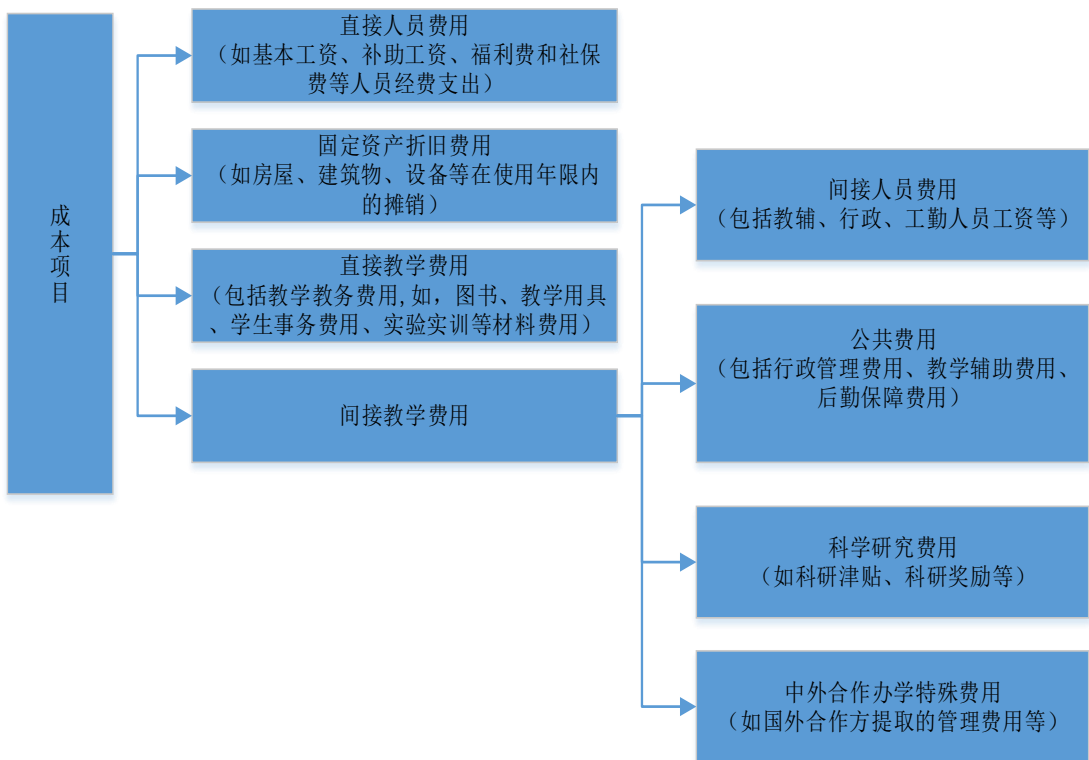 成本项目
直接人员费用
（如基本工资、补助工资、福利费和社保
费等人员经费支出）
固定资产折旧费用
（如房屋、建筑物、设备等在使用年限内
的摊销）
直接教学费用
（包括教学教务费用,如，图书、教学用具
、学生事务费用、实验实训等材料费用）
间接教学费用
间接人员费用
（包括教辅、行政、工勤人员工资等）
公共费用
（包括行政管理费用、教学辅助费用、
后勤保障费用）
科学研究费用
（如科研津贴、科研奖励等）
中外合作办学特殊费用
（如国外合作方提取的管理费用等）